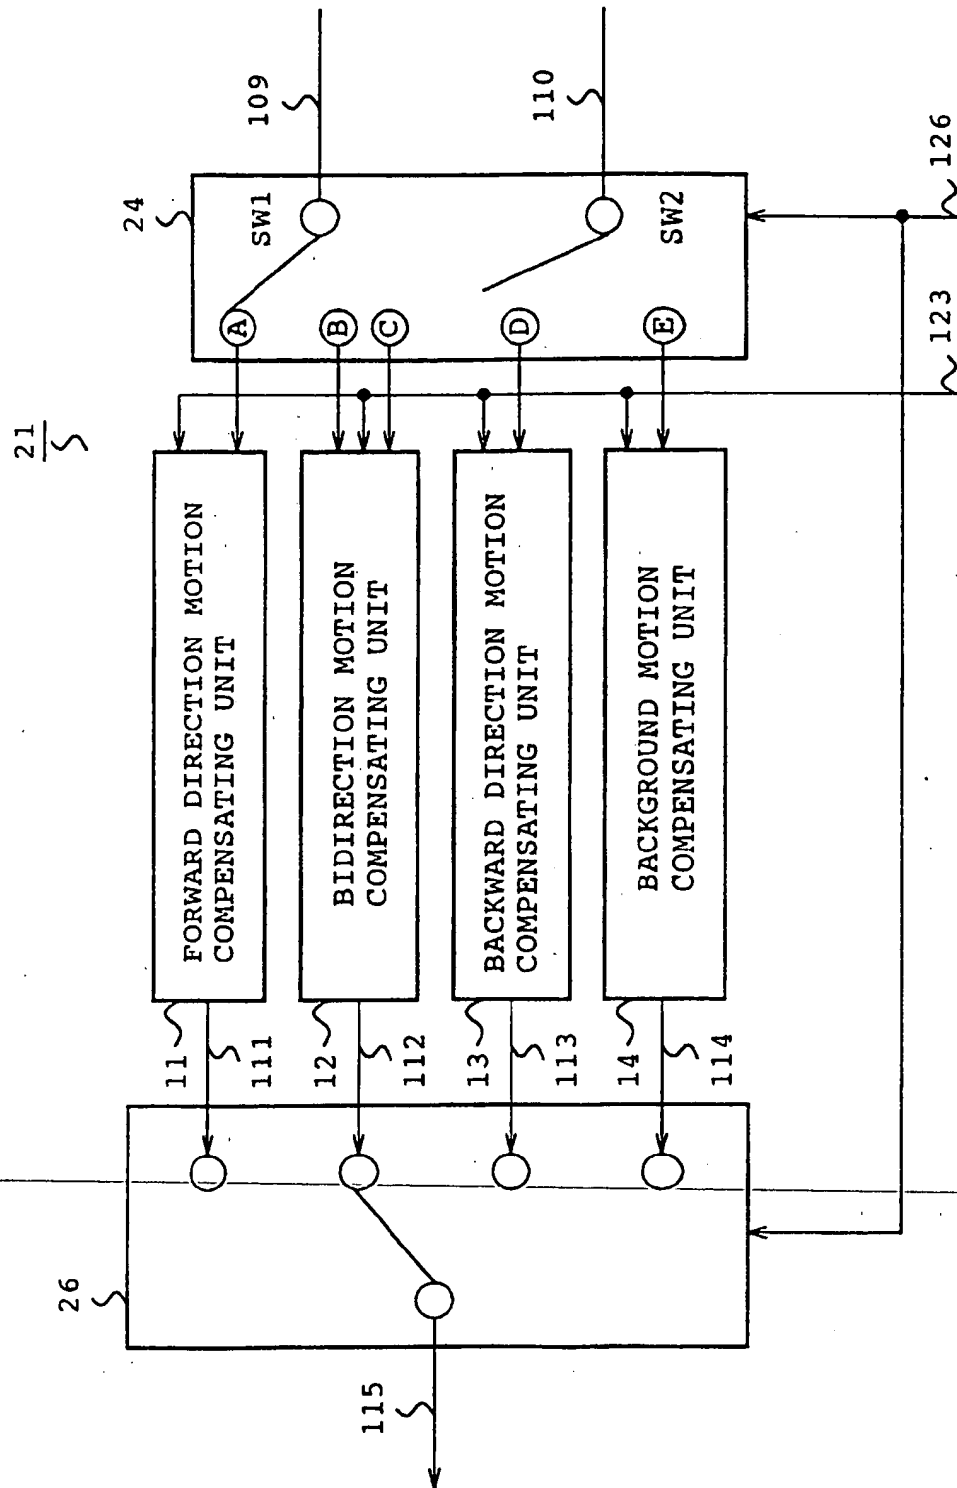 21
24
SW1
109
110
SW2
A
B
C
D
E
123
126
FORWARD DIRECTION MOTION
COMPENSATING UNIT
BIDIRECTION MOTION
COMPENSATING UNIT
BACKWARD DIRECTION MOTION
COMPENSATING UNIT
BACKGROUND MOTION
COMPENSATING UNIT
11
111
12
112
13
113
14
114
26
115